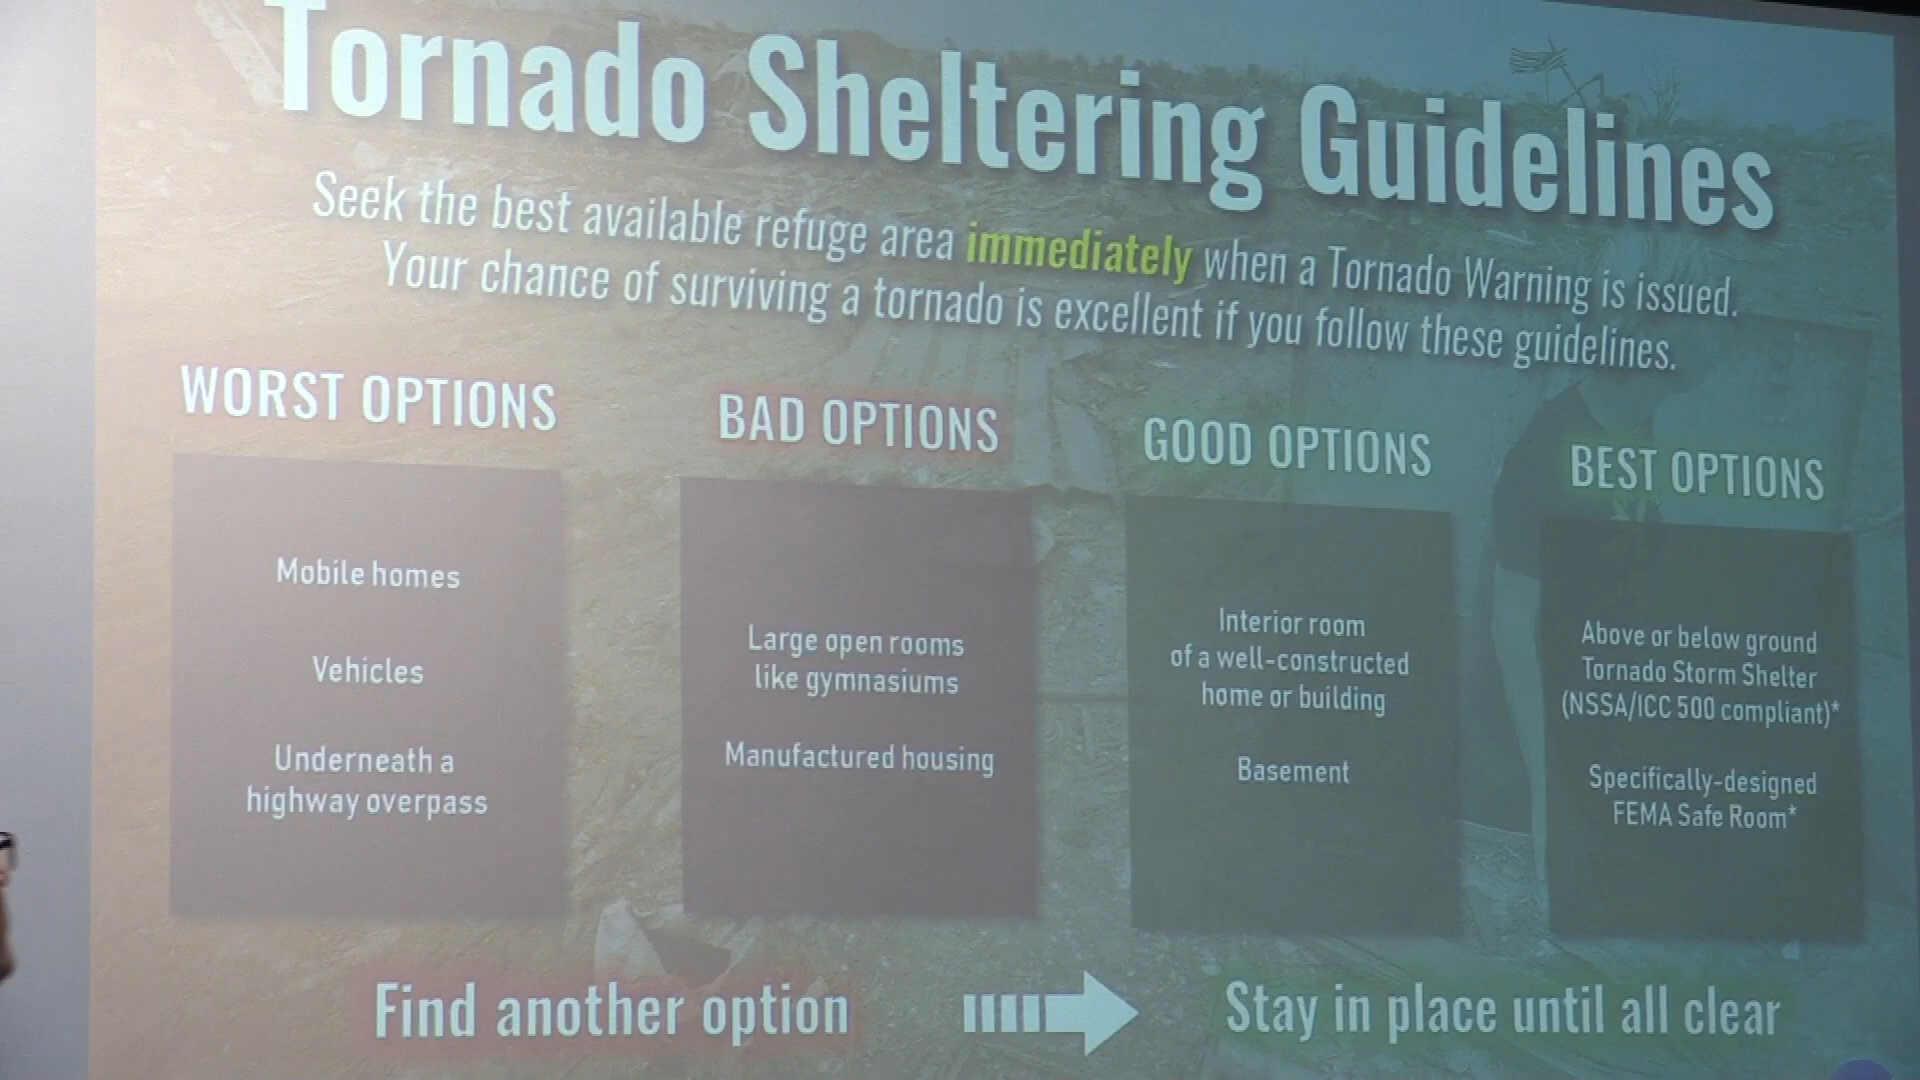 Tornado Sheltering Guidelines
Seek the best available refuge area immediately when a Tornado Warning is issued.
Your chance of surviving a tornado is excellent if you follow these guidelines.
WORST OPTIONS
Mobile homes
Vehicles
Underneath a
highway overpass
BAD OPTIONS
Large open rooms
like gymnasiums
Manufactured housing
GOOD OPTIONS
Interior room
of a well-constructed
home or building
Basement
BEST OPTIONS
Above or below ground
Tornado Storm Shelter
(NSSA/ICC 500 compliant)*
Specifically-designed
FEMA Safe Room*
Find another option
Stay in place until all clear